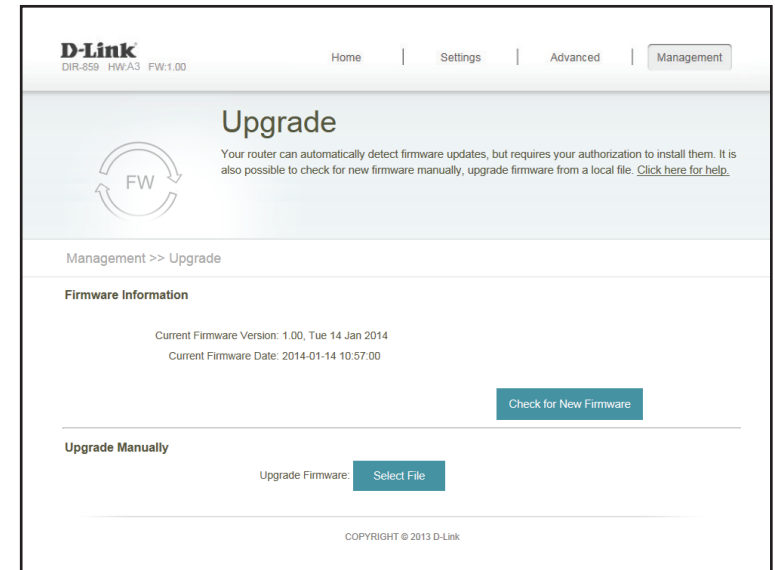 D-Link
DIR-859 HW:A3 FW:1.00
Home
Settings
Advanced
Management
Upgrade
Your router can automatically detect firmware updates, but requires your authorization to install them. It is
also possible to check for new firmware manually, upgrade firmware from a local file. Click here for help.
FW
Management >> Upgrade
Firmware Information
Current Firmware Version: 1.00, Tue 14 Jan 2014
Current Firmware Date: 2014-01-14 10:57:00
Check for New Firmware
Upgrade Manually
Upgrade Firmware: Select File
COPYRIGHT © 2013 D-Link